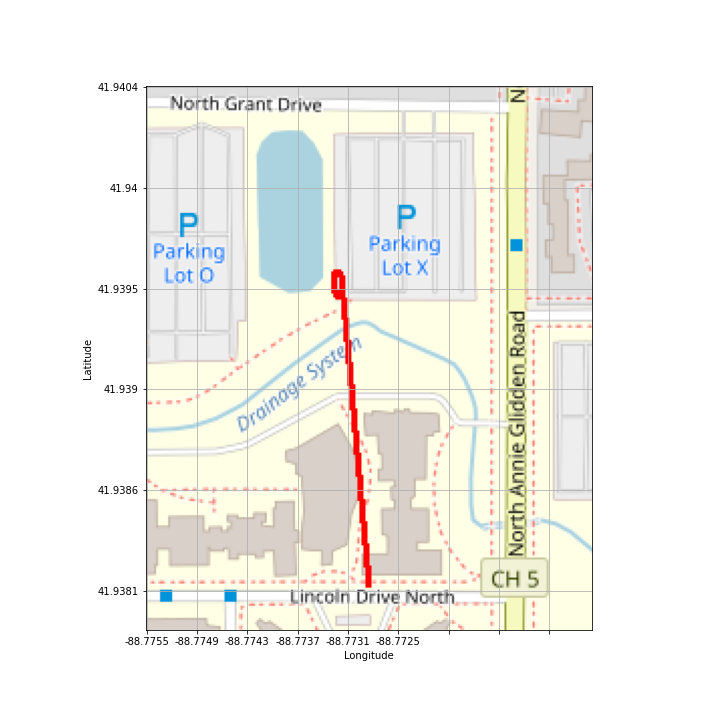 41.9404
North Grant Drive
N
41.94
P
Parking
Lot O
P
Parking
Lot X
41.9395
Latitude
41.939
Drainage System
North Annie Glidden Road
41.9386
CH 5
41.9381
Lincoln Drive North
-88.7755 -88.7749 -88.7743 -88.7737 -88.7731 -88.7725
Longitude